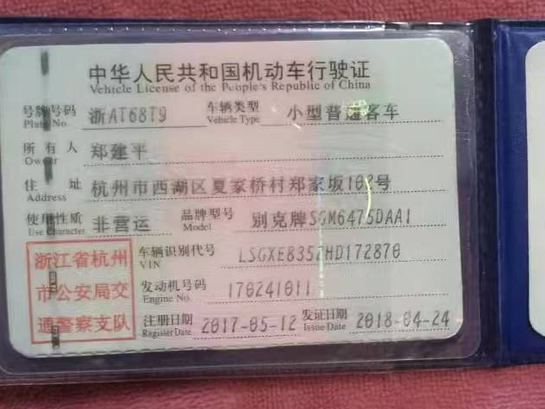 中华人民共和国机动车行驶证
Vehicle License of the People's Republic of China
号牌号码 浙AT68T9 车辆类型 小型普通客车
Plate No. Vehicle Type
所有人 郑建平
Owner
住址 杭州市西湖区夏家桥村郑家坂102号
Address
使用性质 非营运 品牌型号 别克牌SGM6475DAA1
Use Character Model
浙江省杭州 车辆识别代号 LSGXE8357HD172870
VIN
市公安局交 发动机号码 170241011
Engine No.
通警察支队 注册日期 2017-05-12 发证日期 2018-04-24
Register Date Issue Date